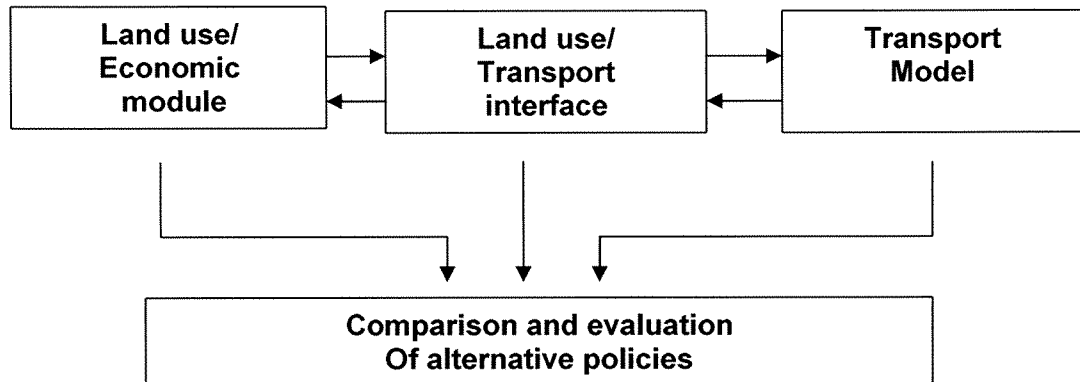 Land use/
Economic
module
Land use/
Transport
interface
Transport
Model
Comparison and evaluation
Of alternative policies